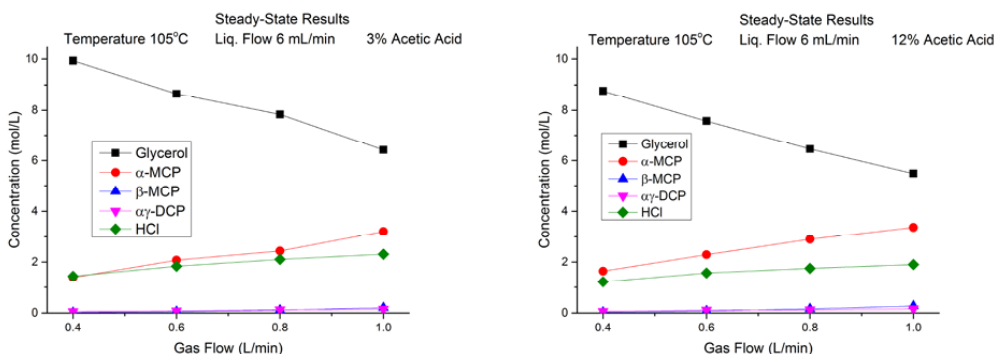 Steady-State Results
Temperature 105°C Liq. Flow 6 mL/min 3% Acetic Acid
Concentration (mol/L)
10
8
6
4
2
0
Glycerol
α-MCP
β-MCP
αγ-DCP
HCl
0.4 0.6 0.8 1.0
Gas Flow (L/min)
Steady-State Results
Temperature 105°C Liq. Flow 6 mL/min 12% Acetic Acid
Concentration (mol/L)
10
8
6
4
2
0
Glycerol
α-MCP
β-MCP
αγ-DCP
HCl
0.4 0.6 0.8 1.0
Gas Flow (L/min)